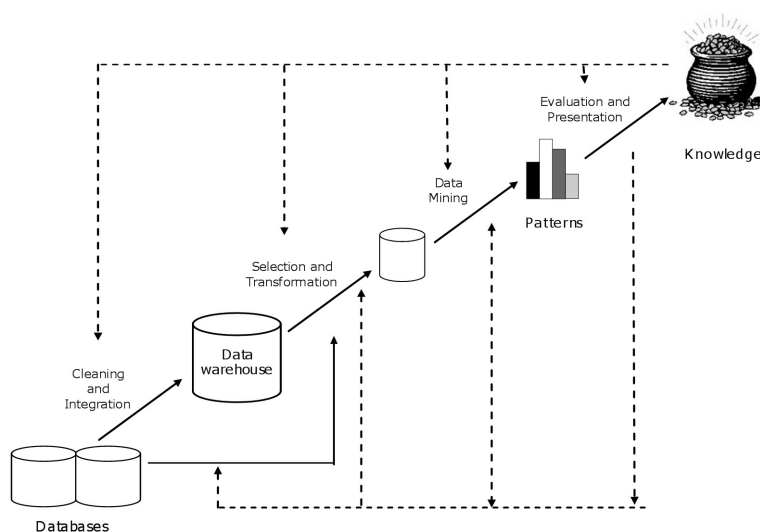 Evaluation and
Presentation
Knowledge
Data
Mining
Patterns
Selection and
Transformation
Data
warehouse
Cleaning
and
Integration
Databases